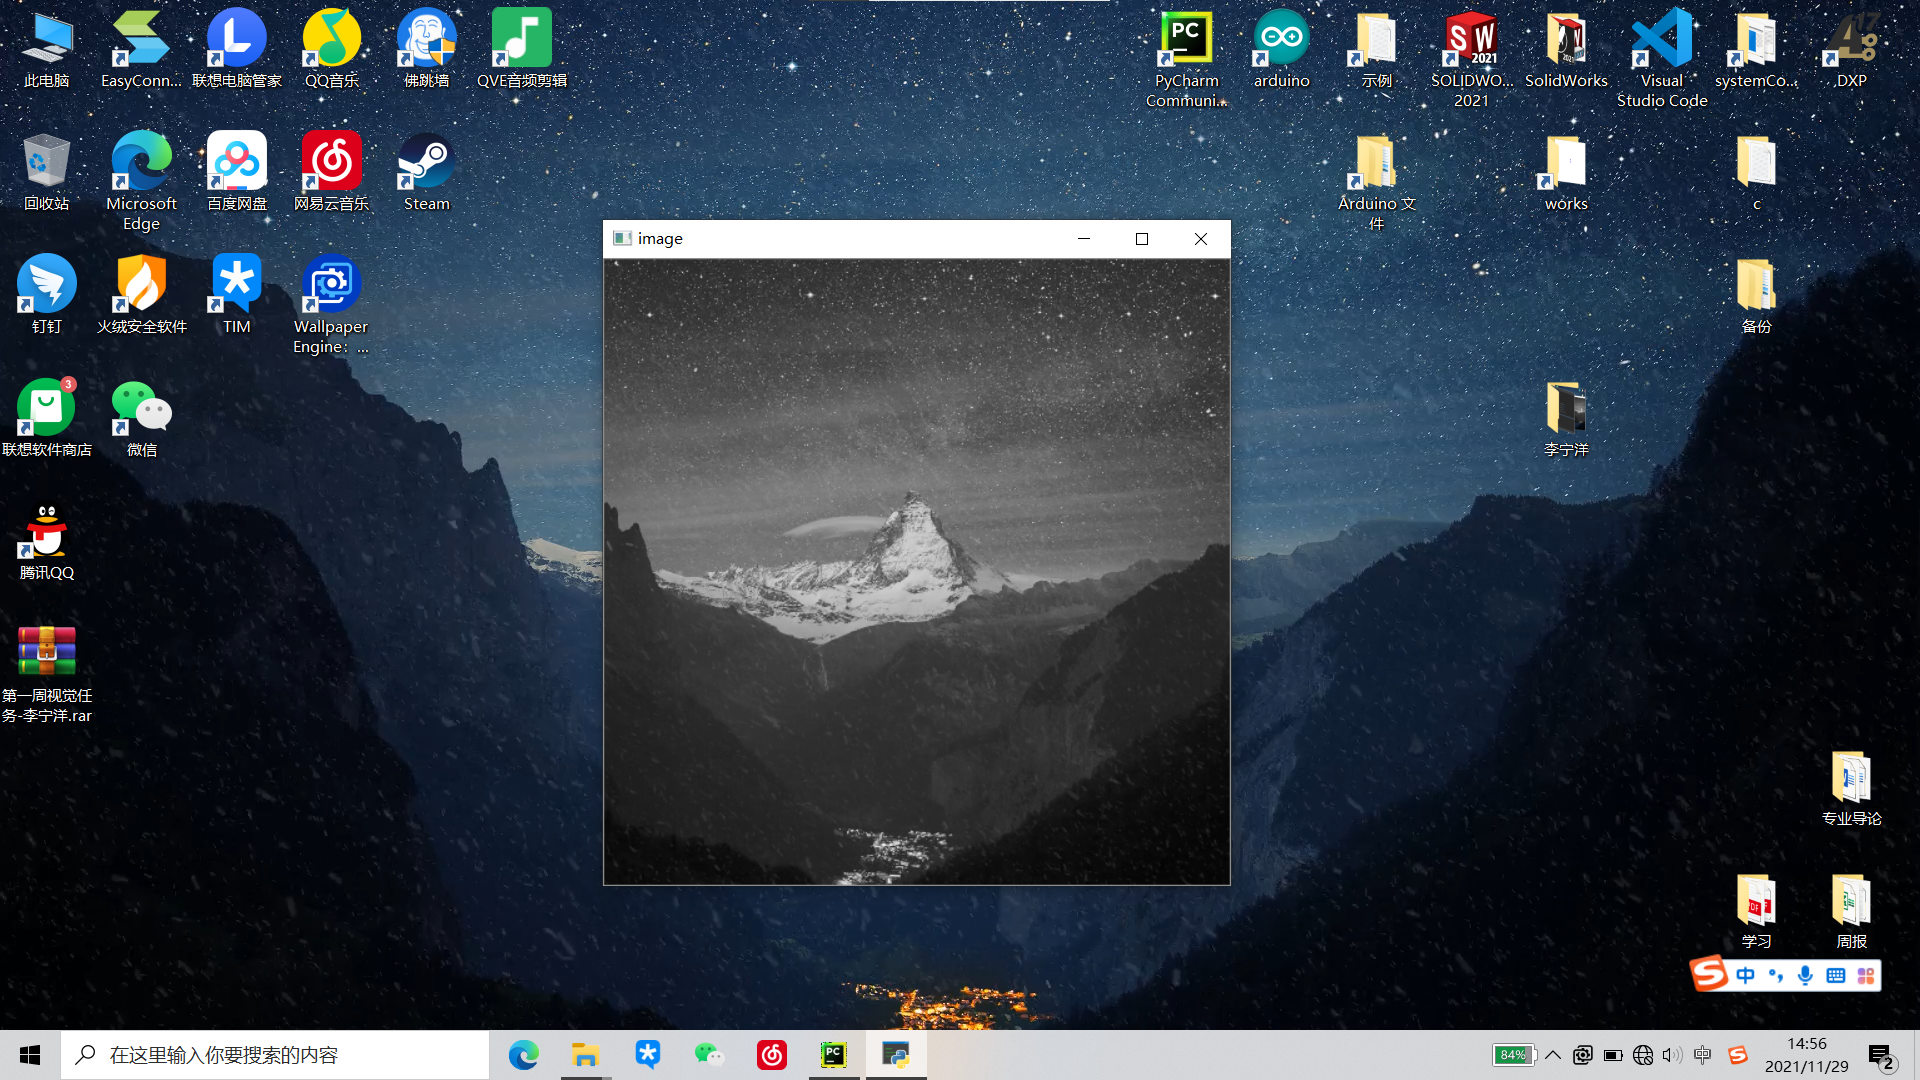 此电脑
EasyConn...
联想电脑管家
QQ音乐
佛跳墙
QVE音频剪辑
PyCharm
Communi...
arduino
示例
SOLIDWO...
2021
SolidWorks
Visual
Studio Code
systemCo...
DXP
回收站
Microsoft
Edge
百度网盘
网易云音乐
Steam
Arduino 文
件
works
c
image
钉钉
火绒安全软件
TIM
Wallpaper
Engine：...
备份
3
联想软件商店
微信
李宁洋
腾讯QQ
第一周视觉任
务-李宁洋.rar
专业导论
学习
周报
中
在这里输入你要搜索的内容
84%
中
14:56
2021/11/29
2